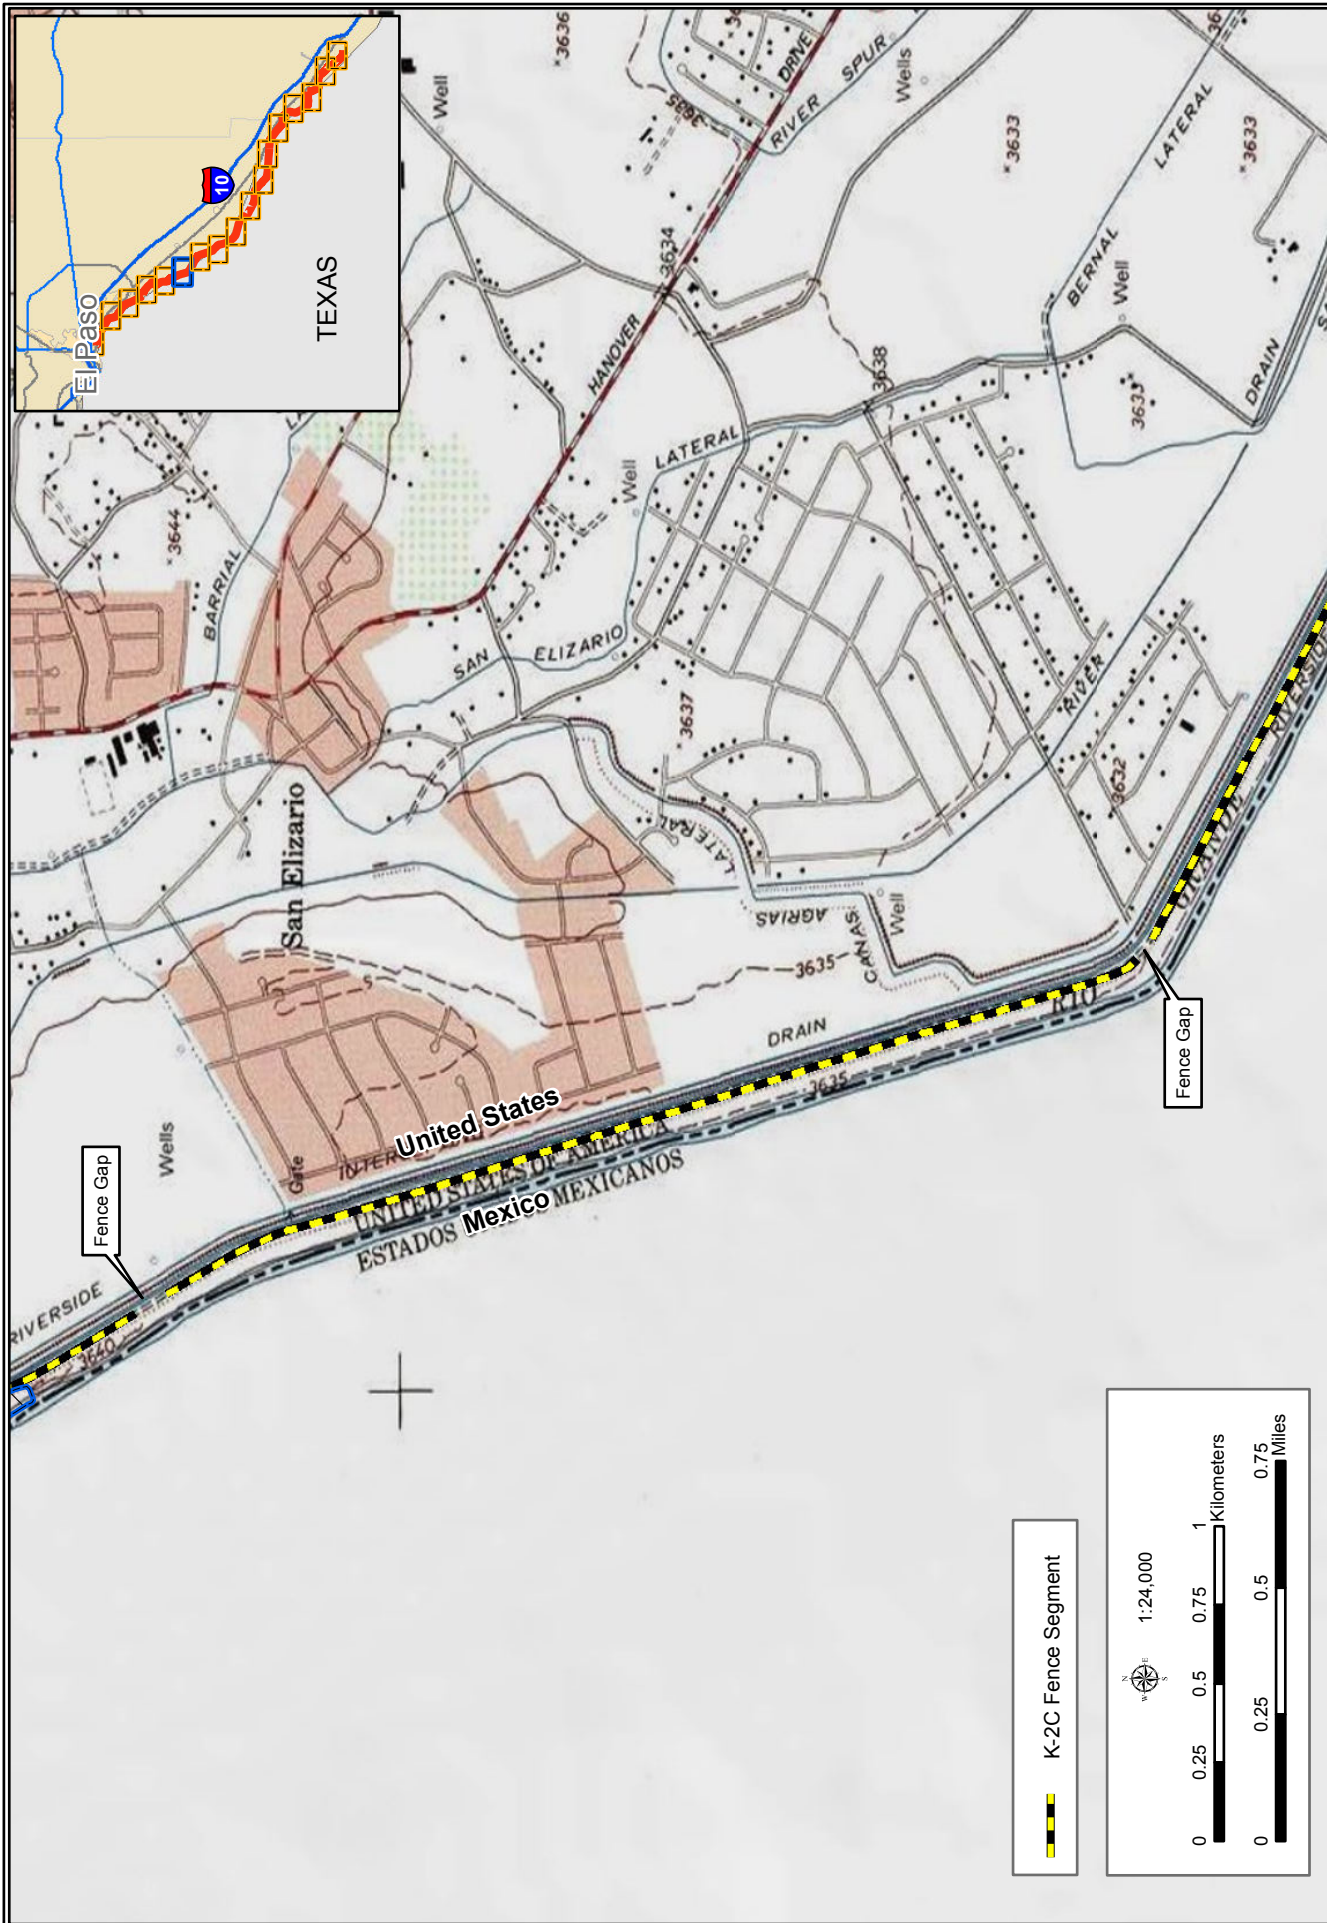 El Paso
10
TEXAS
3636
Well
3635
DRIVE
RIVER
SPUR
Wells
3633
LATERAL
3633
3644
BARRIAL
HANOVER
3634
Well
LATERAL
3638
BERNAL
Well
3633
DRAIN
SAN
ELIZARIO
San Elizario
3637
RIVER
3632
LATERAL
AGRIAS
CANAS
Well
3635
DRAIN
Wells
Gate
United States
UNITED STATES OF AMERICA
ESTADOS
MEXICANOS
Mexico
Fence Gap
RIVERSIDE
3640
3635
RIO
GRANDE
RIVERSIDE
Fence Gap
K-2C Fence Segment
N
W
E
S
1:24,000
0 0.25 0.5 0.75 1
Kilometers
0 0.25 0.5 0.75
Miles